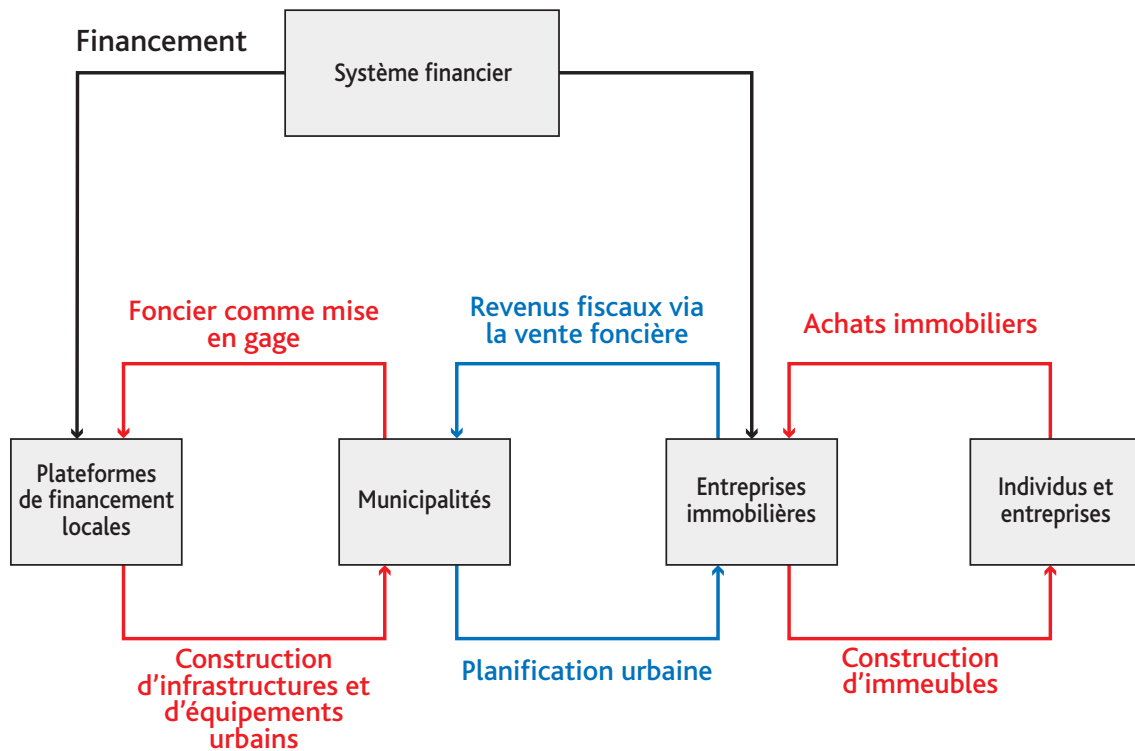 Financement
Système financier
Foncier comme mise
en gage
Revenus fiscaux via
la vente foncière
Achats immobiliers
Plateformes
de financement
locales
Municipalités
Entreprises
immobilières
Individus et
entreprises
Construction
d’infrastructures et
d’équipements
urbains
Planification urbaine
Construction
d’immeubles